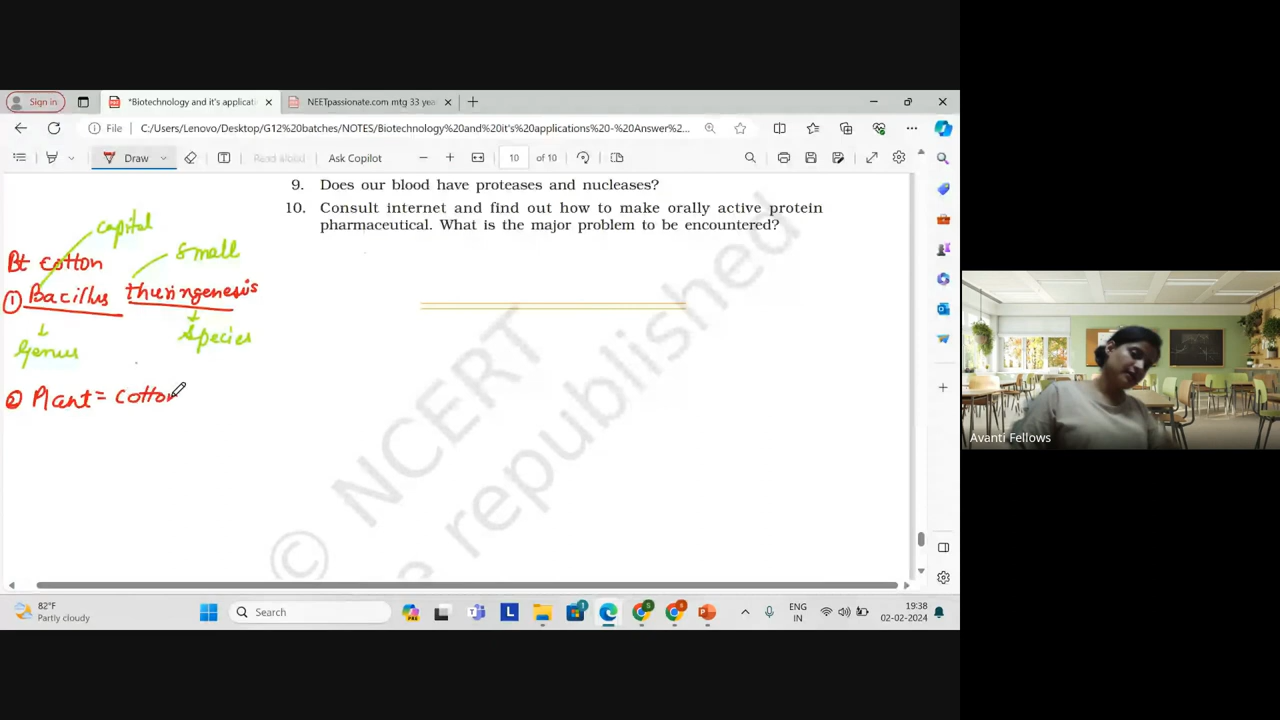 Sign in
*Biotechnology and it's applicati
NEETpassionate.com mtg 33 yea
File
C:/Users/Lenovo/Desktop/G12%20batches/NOTES/Biotechnology%20and%20it's%20applications%20-%20Answer%2...
Draw
Read aloud
Ask Copilot
10 of 10
9. Does our blood have proteases and nucleases?
10. Consult internet and find out how to make orally active protein
pharmaceutical. What is the major problem to be encountered?
capital
small
Bt cotton
① Bacillus thuringenesis
Genus
Species
② Plant = cotton
© NCERT
e republished
Avanti Fellows
82°F
Partly cloudy
Search
L
ENG
IN
19:38
02-02-2024